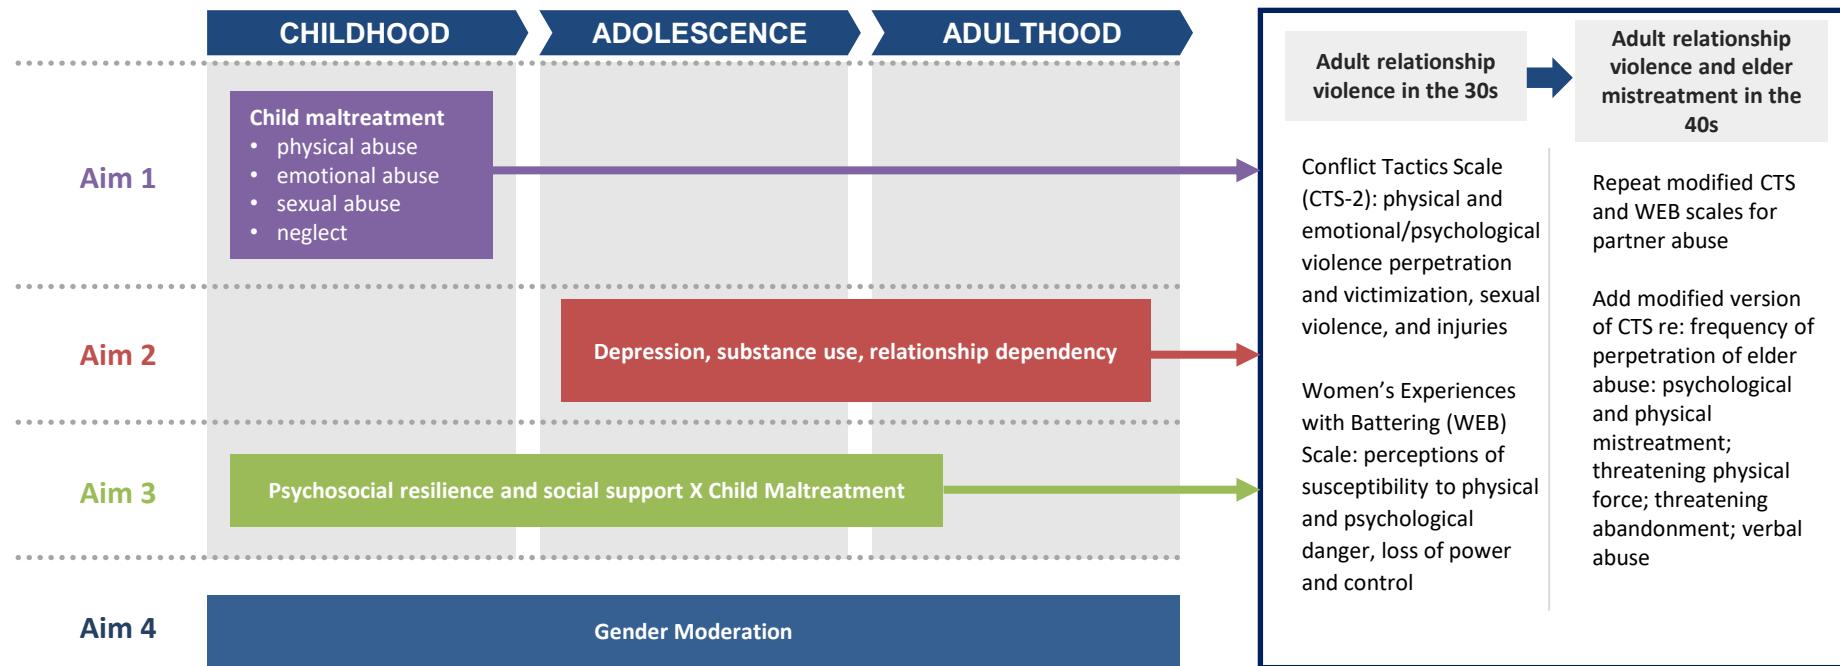 CHILDHOOD
ADOLESCENCE
ADULTHOOD
Aim 1
Child maltreatment
• physical abuse
• emotional abuse
• sexual abuse
• neglect
Aim 2
Depression, substance use, relationship dependency
Aim 3
Psychosocial resilience and social support X Child Maltreatment
Aim 4
Gender Moderation
Adult relationship
violence in the 30s
Conflict Tactics Scale
(CTS-2): physical and
emotional/psychological
violence perpetration
and victimization, sexual
violence, and injuries
Women’s Experiences
with Battering (WEB)
Scale: perceptions of
susceptibility to physical
and psychological
danger, loss of power
and control
Adult relationship
violence and elder
mistreatment in the
40s
Repeat modified CTS
and WEB scales for
partner abuse
Add modified version
of CTS re: frequency of
perpetration of elder
abuse: psychological
and physical
mistreatment;
threatening physical
force; threatening
abandonment; verbal
abuse